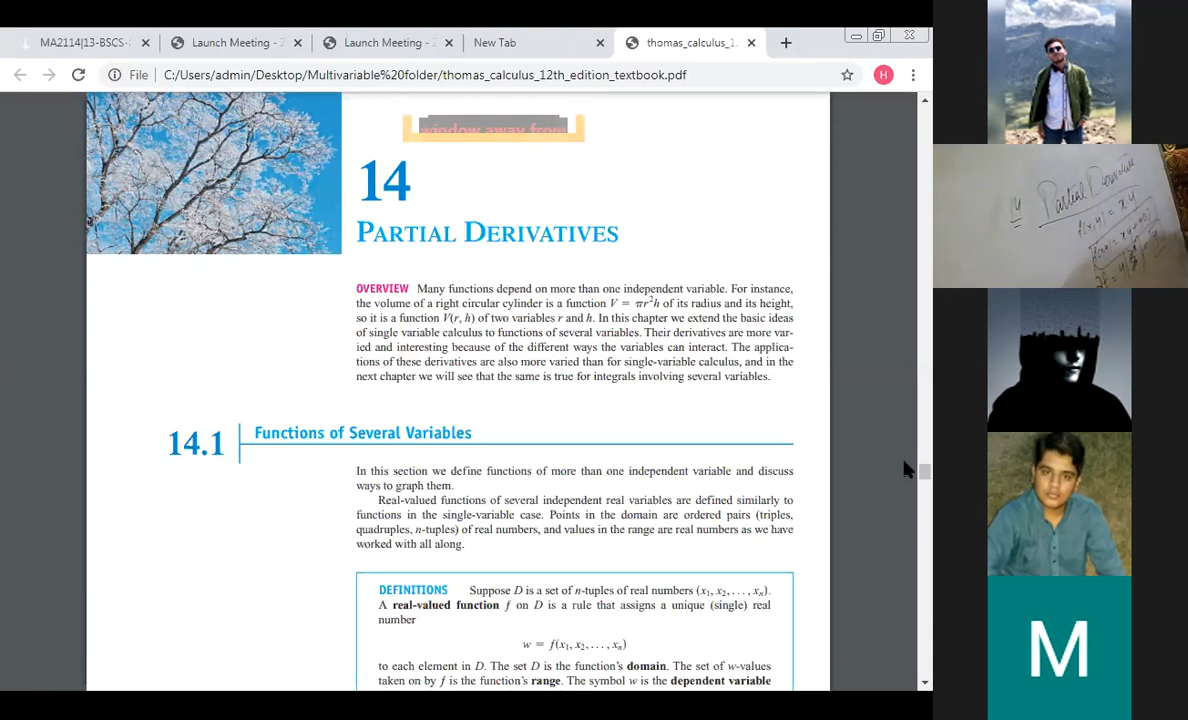 MA2114|13-BSCS-
Launch Meeting - Z
Launch Meeting - Z
New Tab
thomas_calculus_1
File C:/Users/admin/Desktop/Multivariable%20folder/thomas_calculus_12th_edition_textbook.pdf
H
window away from
14
PARTIAL DERIVATIVES
OVERVIEW Many functions depend on more than one independent variable. For instance,
the volume of a right circular cylinder is a function V = πr²h of its radius and its height,
so it is a function V(r, h) of two variables r and h. In this chapter we extend the basic ideas
of single variable calculus to functions of several variables. Their derivatives are more var-
ied and interesting because of the different ways the variables can interact. The applica-
tions of these derivatives are also more varied than for single-variable calculus, and in the
next chapter we will see that the same is true for integrals involving several variables.
14.1 Functions of Several Variables
In this section we define functions of more than one independent variable and discuss
ways to graph them.
Real-valued functions of several independent real variables are defined similarly to
functions in the single-variable case. Points in the domain are ordered pairs (triples,
quadruples, n-tuples) of real numbers, and values in the range are real numbers as we have
worked with all along.
DEFINITIONS Suppose D is a set of n-tuples of real numbers (x₁, x₂, . . . , xₙ).
A real-valued function f on D is a rule that assigns a unique (single) real
number
w = f(x₁, x₂, . . . , xₙ)
to each element in D. The set D is the function's domain. The set of w-values
taken on by f is the function's range. The symbol w is the dependent variable
Partial Derivative
f(x,y) = x y
M